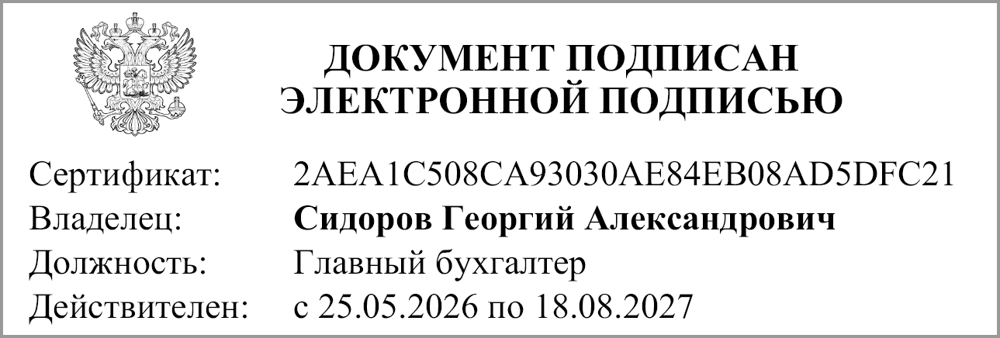 ДОКУМЕНТ ПОДПИСАН
ЭЛЕКТРОННОЙ ПОДПИСЬЮ
Сертификат: 2AEA1C508CA93030AE84EB08AD5DFC21
Владелец: Сидоров Георгий Александрович
Должность: Главный бухгалтер
Действителен: с 25.05.2026 по 18.08.2027